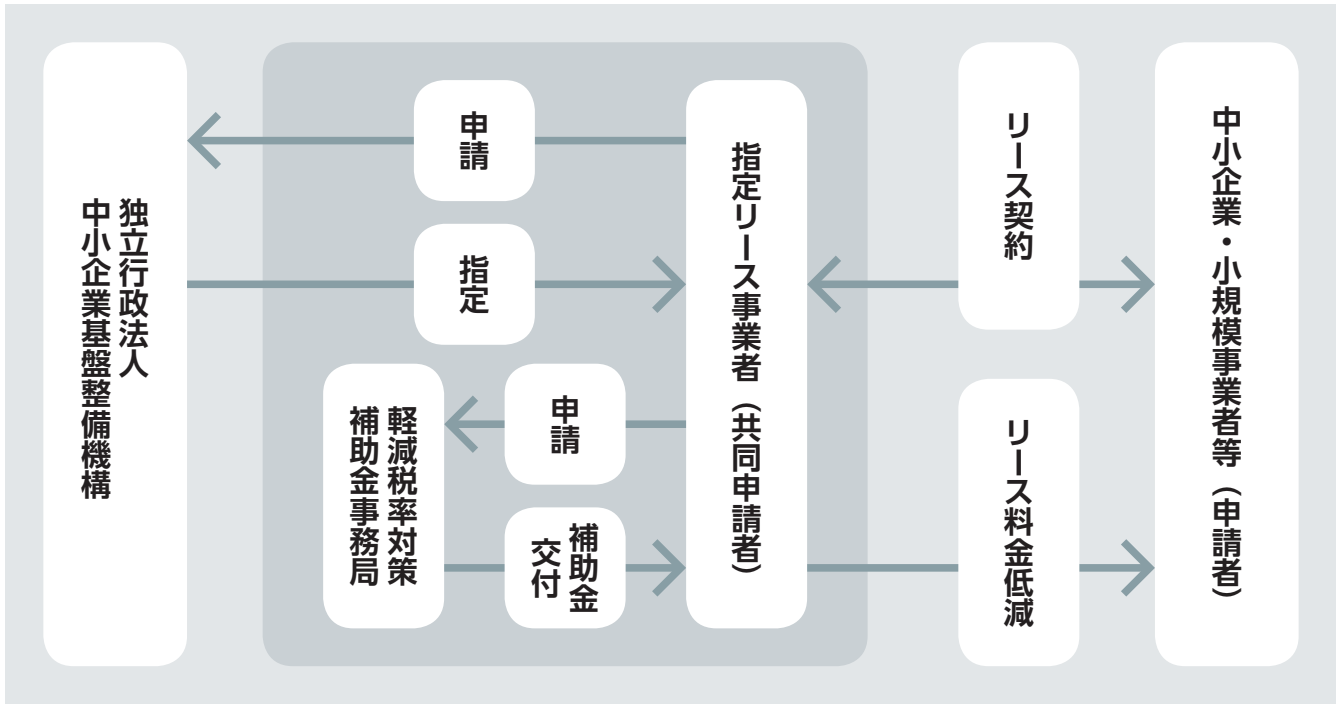 独立行政法人
中小企業基盤整備機構
申請
指定
軽減税率対策
補助金事務局
申請
補助金
交付
指定リース事業者（共同申請者）
リース契約
リース料金低減
中小企業・小規模事業者等（申請者）